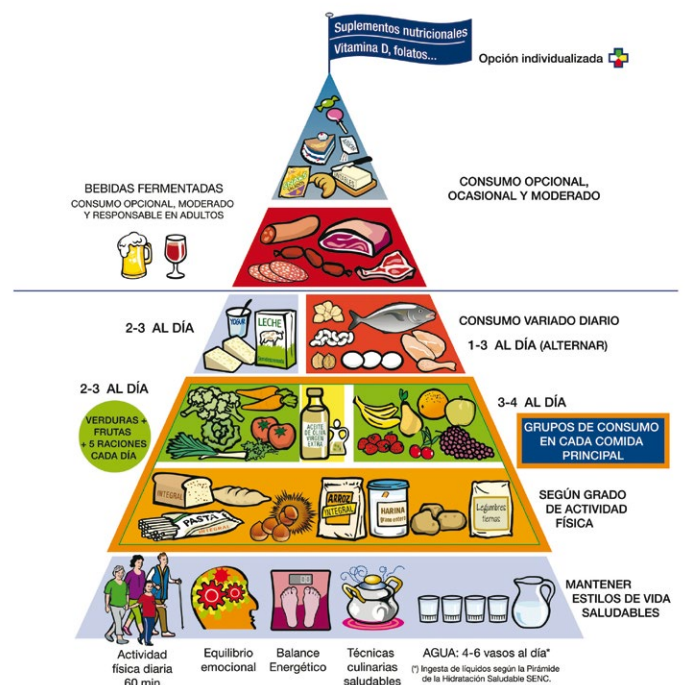 Suplementos nutricionales
Vitamina D, folatos...
Opción individualizada
BEBIDAS FERMENTADAS
CONSUMO OPCIONAL, MODERADO
Y RESPONSABLE EN ADULTOS
CONSUMO OPCIONAL,
OCASIONAL Y MODERADO
2-3 AL DÍA
YOGUR
LECHE
CONSUMO VARIADO DIARIO
1-3 AL DÍA (ALTERNAR)
2-3 AL DÍA
VERDURAS +
FRUTAS
+ 5 RACIONES
CADA DÍA
ACEITE
DE OLIVA
VIRGEN
EXTRA
3-4 AL DÍA
GRUPOS DE CONSUMO
EN CADA COMIDA
PRINCIPAL
INTEGRAL
PASTA
INTEGRAL
ARROZ
INTEGRAL
HARINA
Legumbres
tiernas
SEGÚN GRADO
DE ACTIVIDAD
FÍSICA
MANTENER
ESTILOS DE VIDA
SALUDABLES
Actividad
física diaria
60 min
Equilibrio
emocional
Balance
Energético
Técnicas
culinarias
saludables
AGUA: 4-6 vasos al día*
(*) Ingesta de líquidos según la Pirámide
de la Hidratación Saludable SENC.